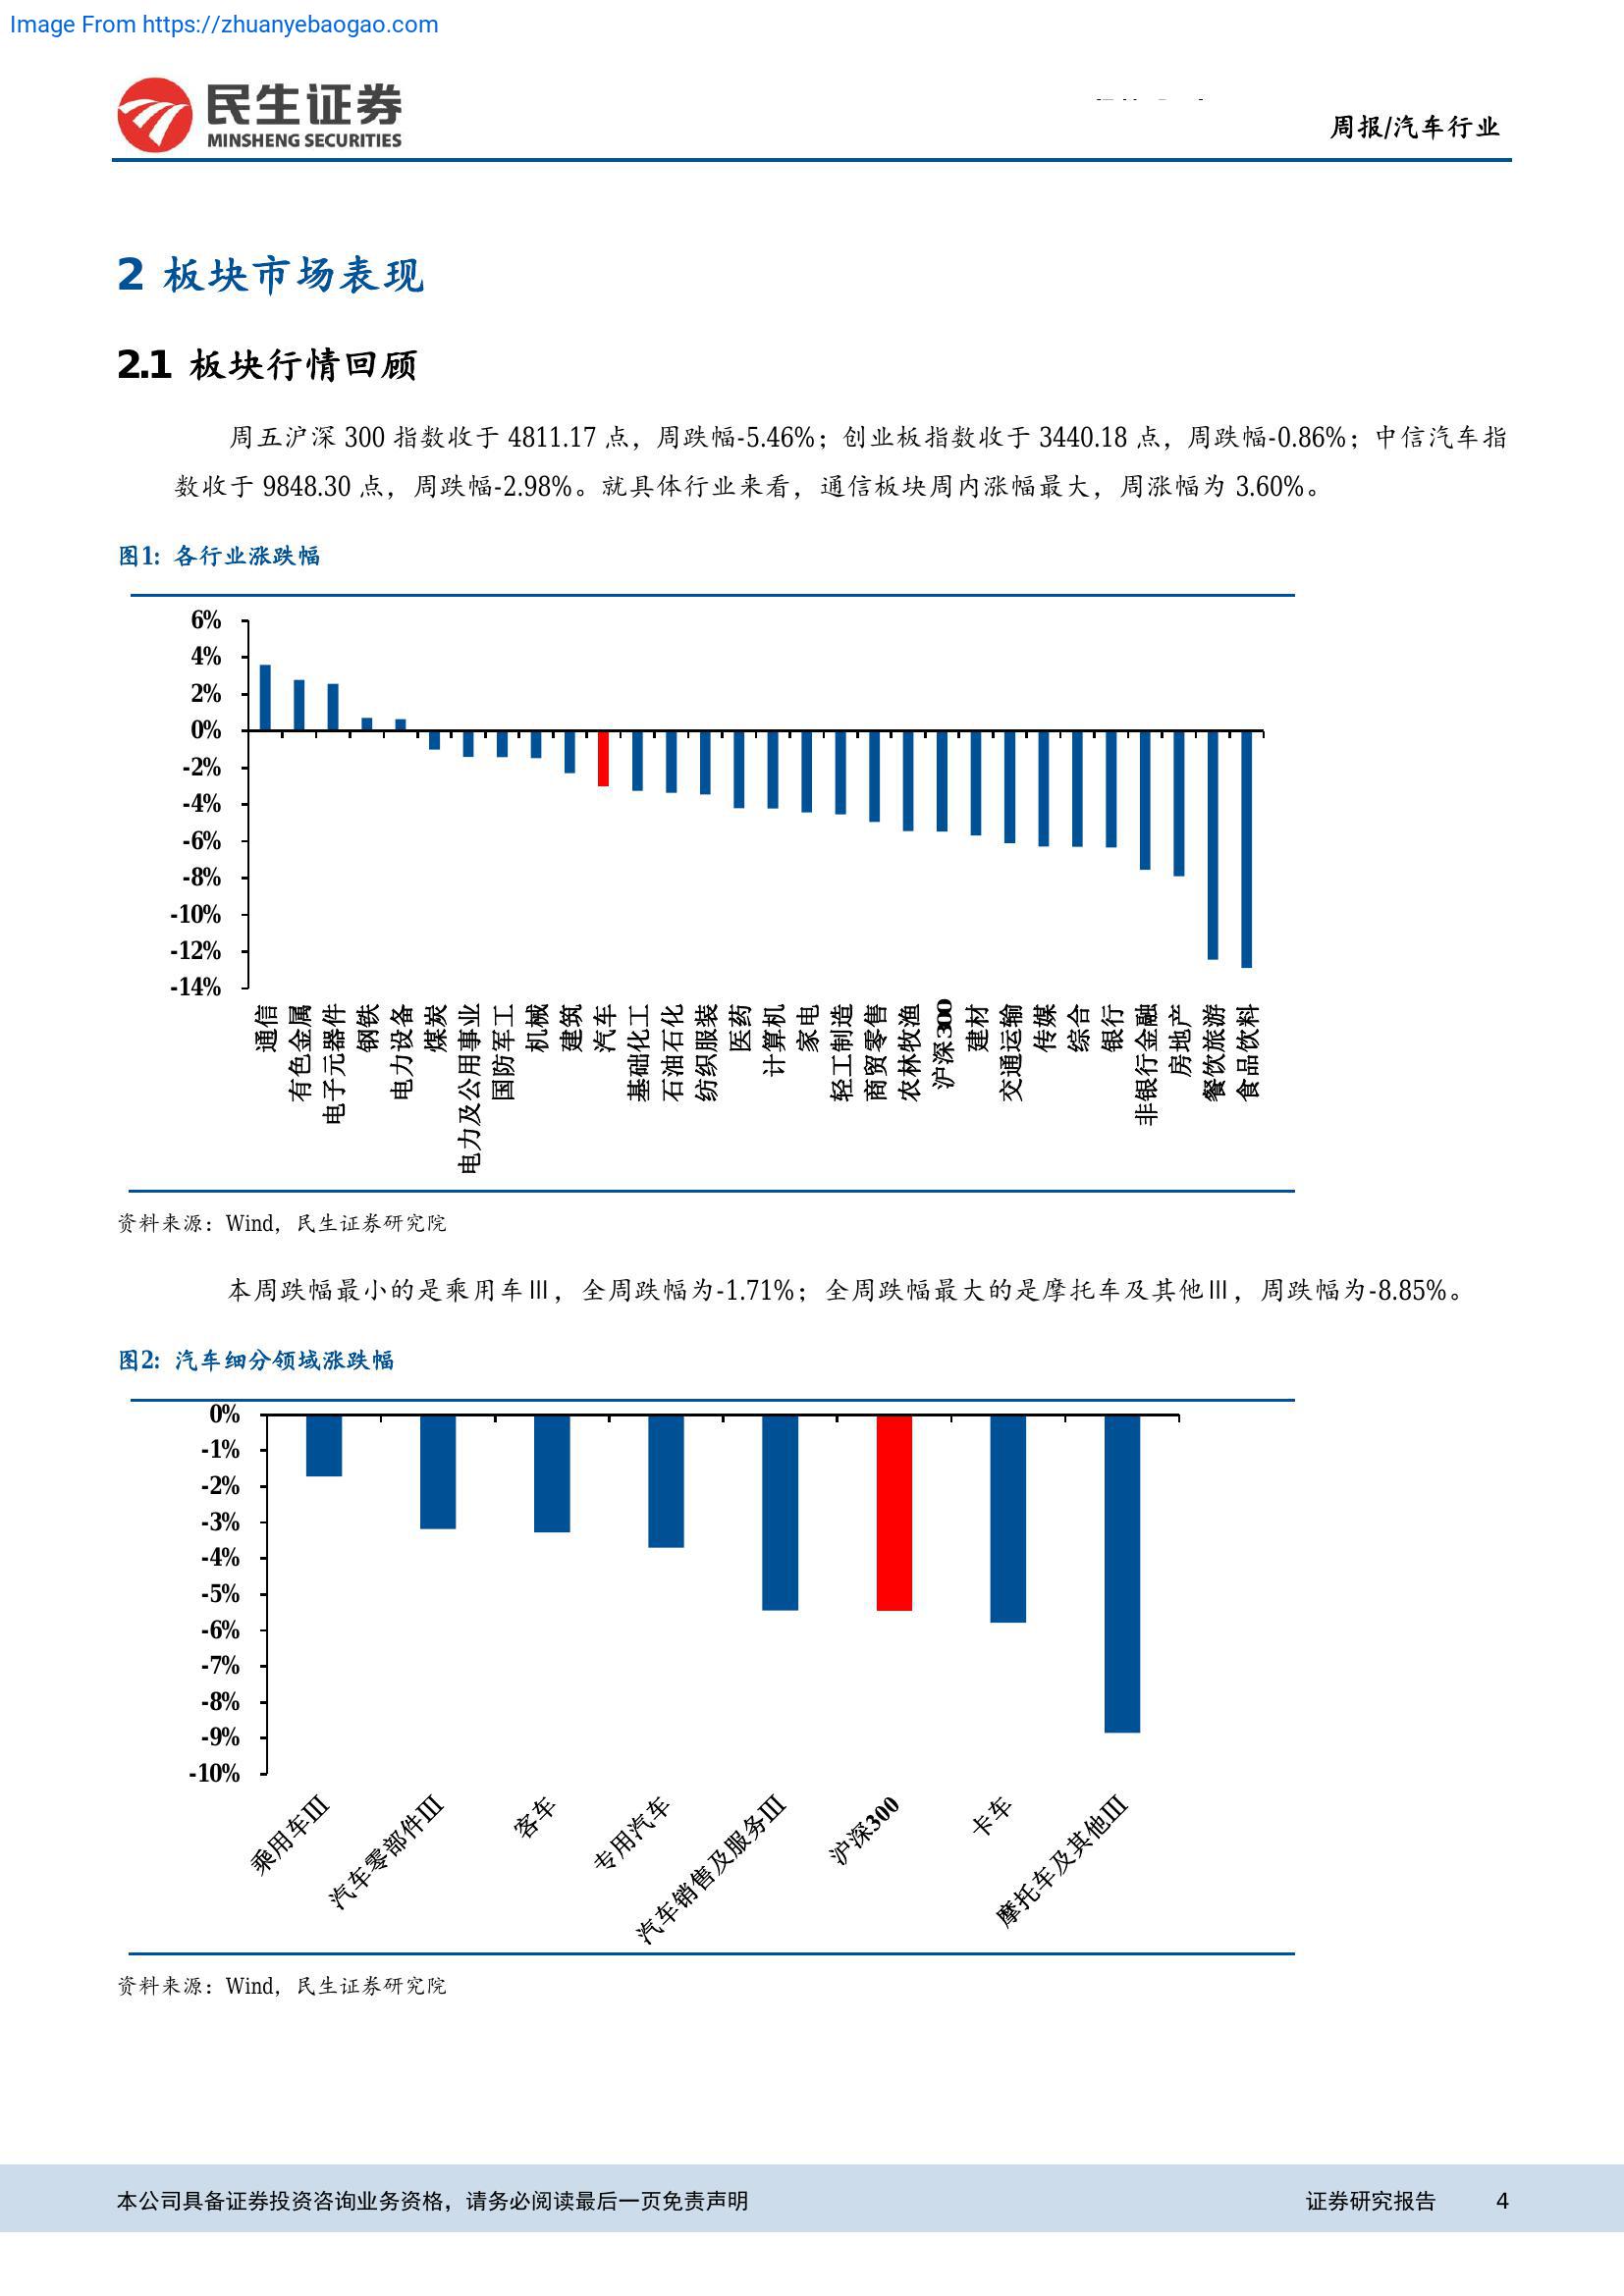 Image From https://zhuanyebaogao.com
民生证券
MINSHENG SECURITIES
周报/汽车行业
2 板块市场表现
2.1 板块行情回顾
周五沪深 300 指数收于 4811.17 点，周跌幅-5.46%；创业板指数收于 3440.18 点，周跌幅-0.86%；中信汽车指
数收于 9848.30 点，周跌幅-2.98%。就具体行业来看，通信板块周内涨幅最大，周涨幅为 3.60%。
图1：各行业涨跌幅
6%
4%
2%
0%
-2%
-4%
-6%
-8%
-10%
-12%
-14%
通信
有色金属
电子元器件
钢铁
电力设备
煤炭
电力及公用事业
国防军工
机械
建筑
汽车
基础化工
石油石化
纺织服装
医药
计算机
家电
轻工制造
商贸零售
农林牧渔
沪深300
建材
交通运输
传媒
综合
银行
非银行金融
房地产
餐饮旅游
食品饮料
资料来源：Wind，民生证券研究院
本周跌幅最小的是乘用车Ⅲ，全周跌幅为-1.71%；全周跌幅最大的是摩托车及其他Ⅲ，周跌幅为-8.85%。
图2：汽车细分领域涨跌幅
0%
-1%
-2%
-3%
-4%
-5%
-6%
-7%
-8%
-9%
-10%
乘用车Ⅲ
汽车零部件Ⅲ
客车
专用汽车
汽车销售及服务Ⅲ
沪深300
卡车
摩托车及其他Ⅲ
资料来源：Wind，民生证券研究院
本公司具备证券投资咨询业务资格，请务必阅读最后一页免责声明
证券研究报告 4